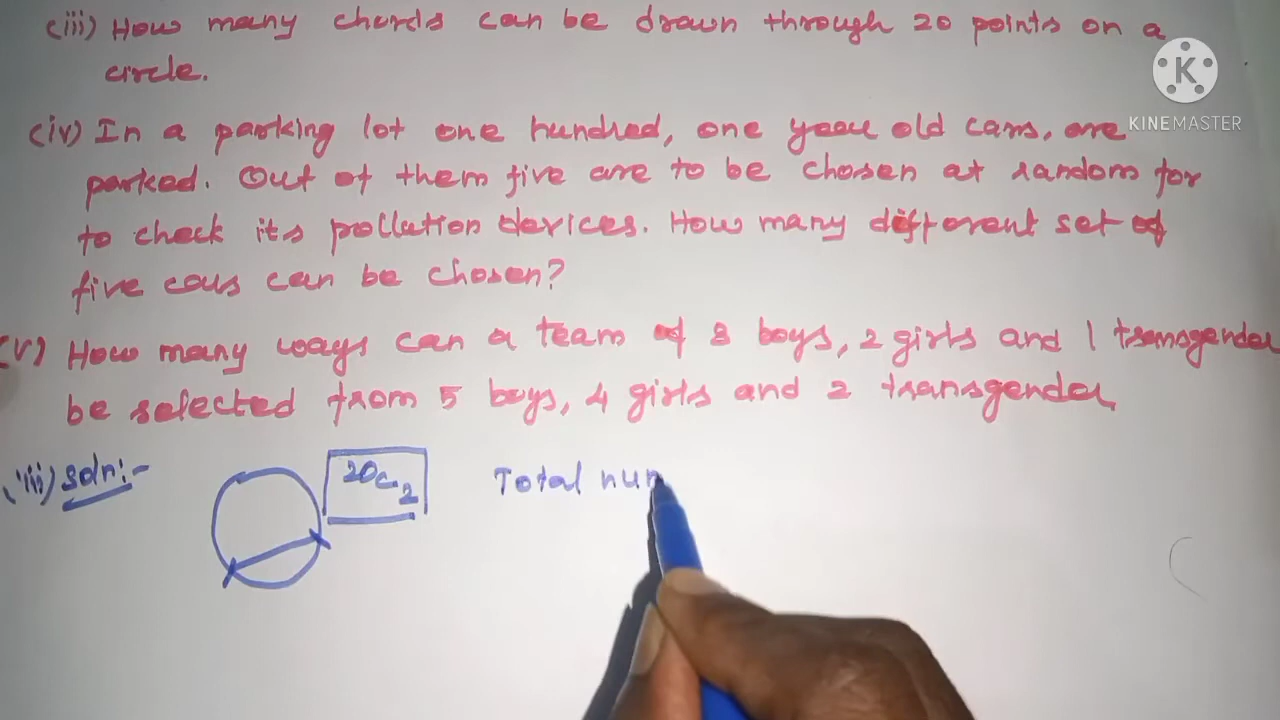 (iii) How many chords can be drawn through 20 points on a
circle.
KINEMASTER
(iv) In a parking lot one hundred, one year old cars, are
parked. Out of them five are to be chosen at random for
to check its pollution devices. How many different set of
five cars can be chosen?
(v) How many ways can a team of 3 boys, 2 girls and 1 transgender
be selected from 5 boys, 4 girls and 2 transgender.
(iii) Soln:-
20C2
Total num